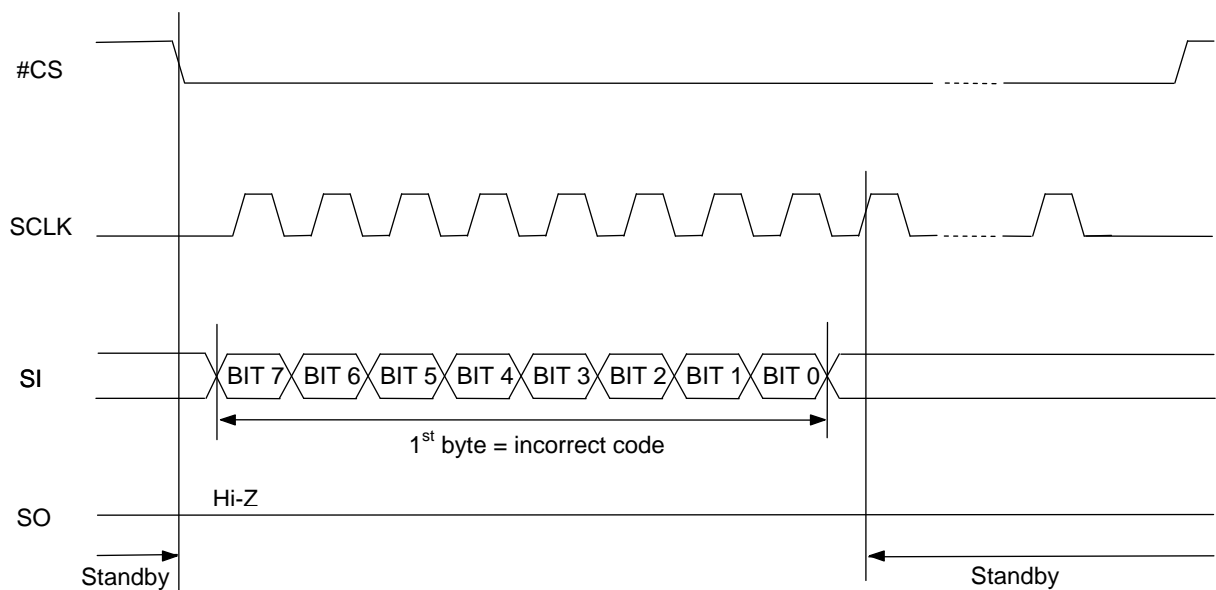 #CS
SCLK
SI
BIT 7 BIT 6 BIT 5 BIT 4 BIT 3 BIT 2 BIT 1 BIT 0
1st byte = incorrect code
Hi-Z
SO
Standby
Standby